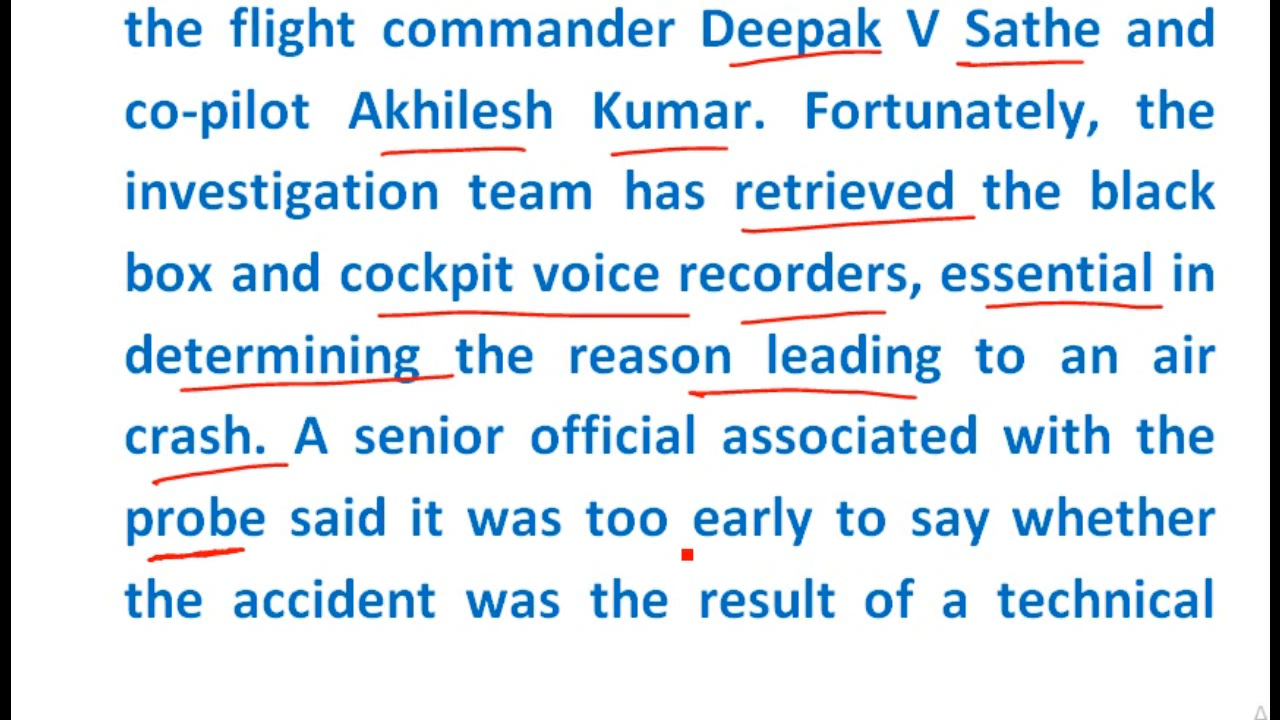 the flight commander Deepak V Sathe and
co-pilot Akhilesh Kumar. Fortunately, the
investigation team has retrieved the black
box and cockpit voice recorders, essential in
determining the reason leading to an air
crash. A senior official associated with the
probe said it was too early to say whether
the accident was the result of a technical